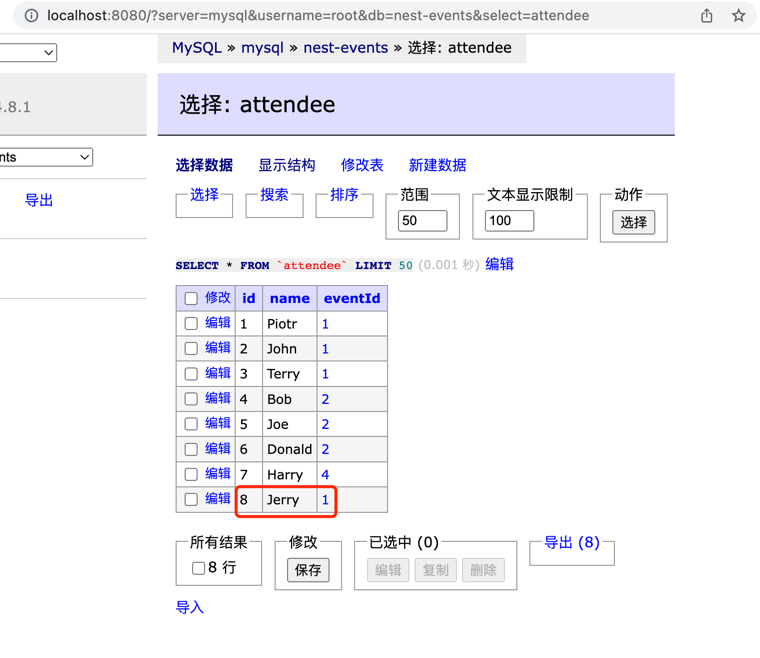 localhost:8080/?server=mysql&username=root&db=nest-events&select=attendee
MySQL » mysql » nest-events » 选择: attendee
.8.1
选择: attendee
nts
选择数据 显示结构 修改表 新建数据
导出
选择 搜索 排序 范围 文本显示限制 动作
50 100 选择
SELECT * FROM `attendee` LIMIT 50 (0.001 秒) 编辑
修改 id name eventId
编辑 1 Piotr 1
编辑 2 John 1
编辑 3 Terry 1
编辑 4 Bob 2
编辑 5 Joe 2
编辑 6 Donald 2
编辑 7 Harry 4
编辑 8 Jerry 1
所有结果 修改 已选中 (0) 导出 (8)
8 行 保存 编辑 复制 删除
导入